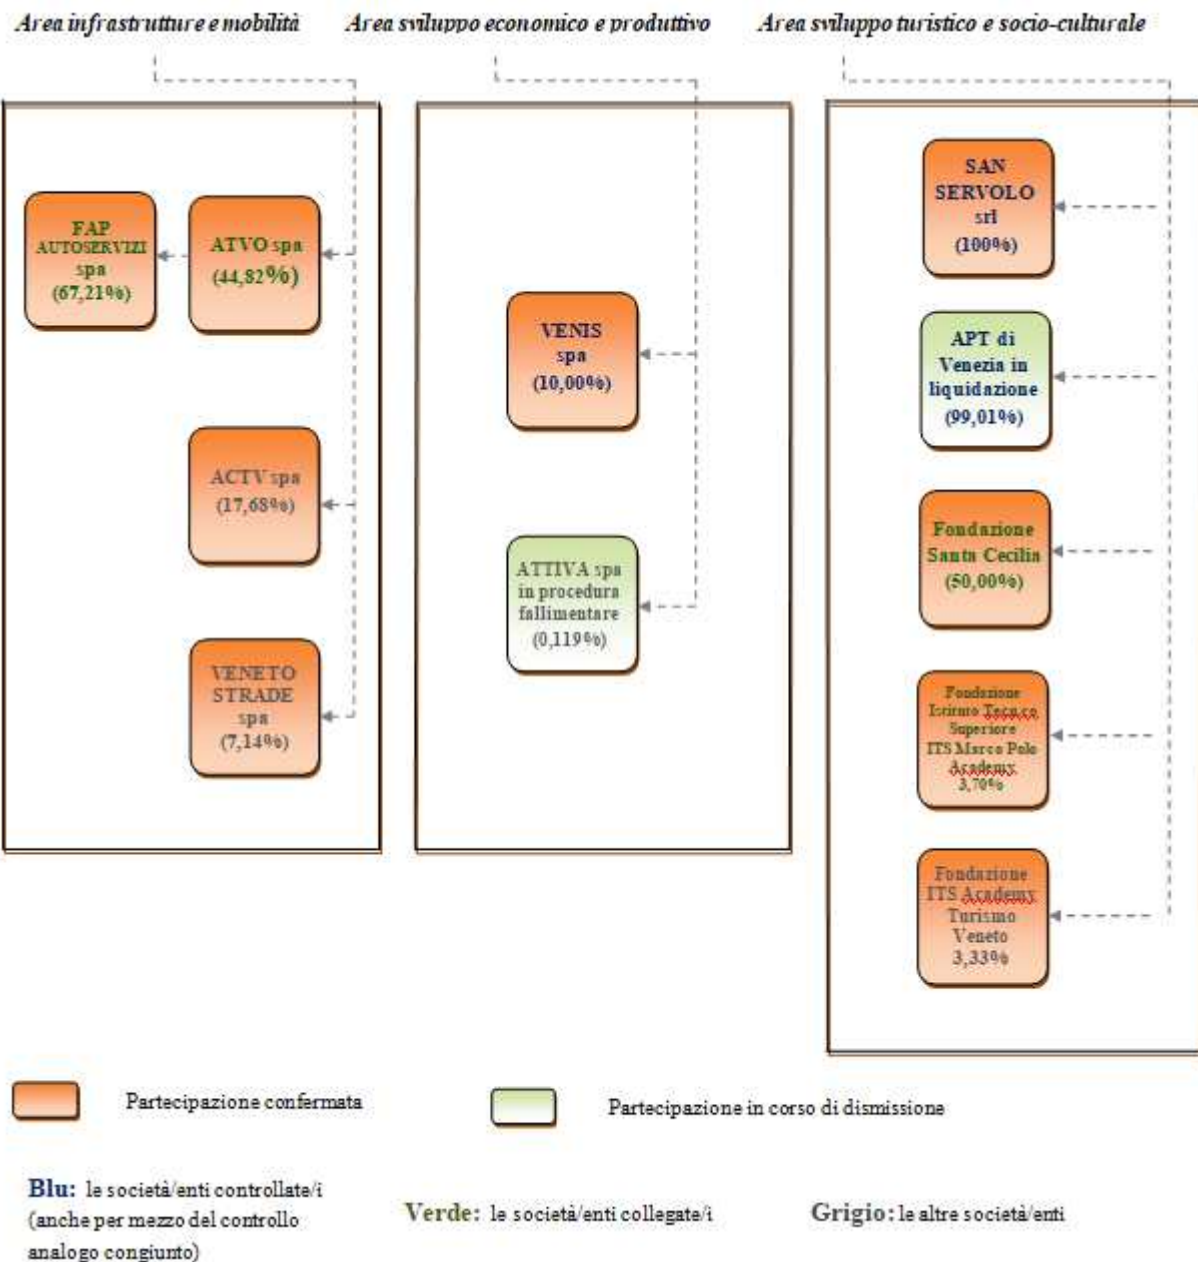 Area infrastrutture e mobilità
Area sviluppo economico e produttivo
Area sviluppo turistico e socio-culturale
FAP
AUTOSERVIZI
spa
(67,21%)
ATVO spa
(44,82%)
ACTV spa
(17,68%)
VENETO
STRADE
spa
(7,14%)
VENIS
spa
(10,00%)
ATTIVA spa
in procedura
fallimentare
(0,119%)
SAN
SERVOLO
srl
(100%)
APT di
Venezia in
liquidazione
(99,01%)
Fondazione
Santa Cecilia
(50,00%)
Fondazione
Istituto Tecnico
Superiore
ITS Marco Polo
Academy
3,70%
Fondazione
ITS Academy
Turismo
Veneto
3,33%
Partecipazione confermata
Partecipazione in corso di dismissione
Blu: le società/enti controllate/i
(anche per mezzo del controllo
analogo congiunto)
Verde: le società/enti collegate/i
Grigio: le altre società/enti